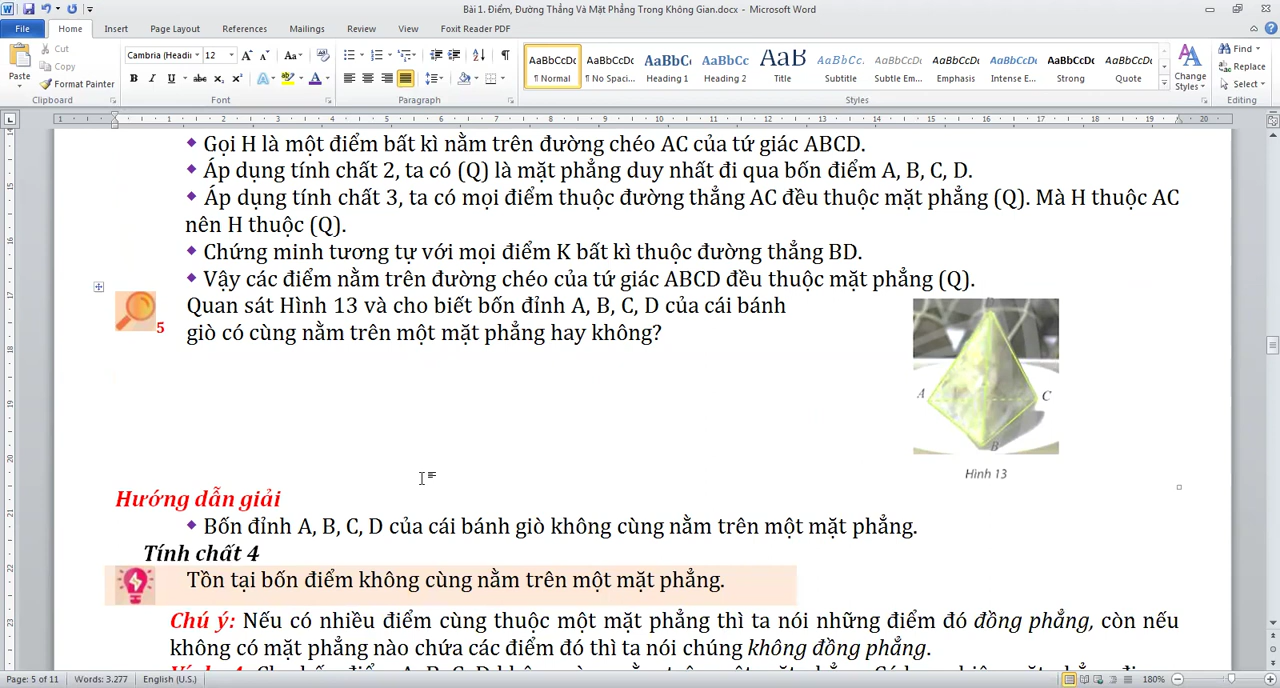 Bài 1. Điểm, Đường Thẳng Và Mặt Phẳng Trong Không Gian.docx - Microsoft Word
File Home Insert Page Layout References Mailings Review View Foxit Reader PDF
Paste Cut Copy Format Painter
Cambria (Headi 12
AaBbCcDc AaBbCcDc AaBbC AaBbCc AaB AaBbCc. AaBbCcDc AaBbCcDc AaBbCcDc AaBbCcDc AaBbCcDc
¶ Normal ¶ No Spaci... Heading 1 Heading 2 Title Subtitle Subtle Em... Emphasis Intense E... Strong Quote
Change Styles
Find
Replace
Select
Clipboard Font Paragraph Styles Editing
Gọi H là một điểm bất kì nằm trên đường chéo AC của tứ giác ABCD.
Áp dụng tính chất 2, ta có (Q) là mặt phẳng duy nhất đi qua bốn điểm A, B, C, D.
Áp dụng tính chất 3, ta có mọi điểm thuộc đường thẳng AC đều thuộc mặt phẳng (Q). Mà H thuộc AC
nên H thuộc (Q).
Chứng minh tương tự với mọi điểm K bất kì thuộc đường thẳng BD.
Vậy các điểm nằm trên đường chéo của tứ giác ABCD đều thuộc mặt phẳng (Q).
5 Quan sát Hình 13 và cho biết bốn đỉnh A, B, C, D của cái bánh
giò có cùng nằm trên một mặt phẳng hay không?
A C
B
Hình 13
Hướng dẫn giải
Bốn đỉnh A, B, C, D của cái bánh giò không cùng nằm trên một mặt phẳng.
Tính chất 4
Tồn tại bốn điểm không cùng nằm trên một mặt phẳng.
Chú ý: Nếu có nhiều điểm cùng thuộc một mặt phẳng thì ta nói những điểm đó đồng phẳng, còn nếu
không có mặt phẳng nào chứa các điểm đó thì ta nói chúng không đồng phẳng.
Page: 5 of 11 Words: 3.277 English (U.S.) 180%